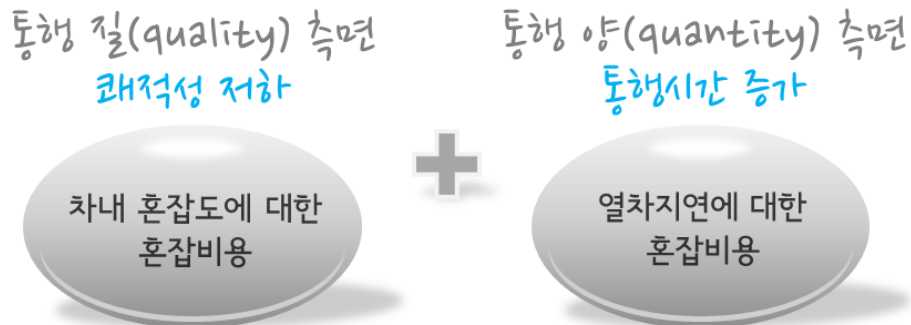 통행 질(quality) 측면
쾌적성 저하
차내 혼잡도에 대한
혼잡비용
+
통행 양(quantity) 측면
통행시간 증가
열차지연에 대한
혼잡비용